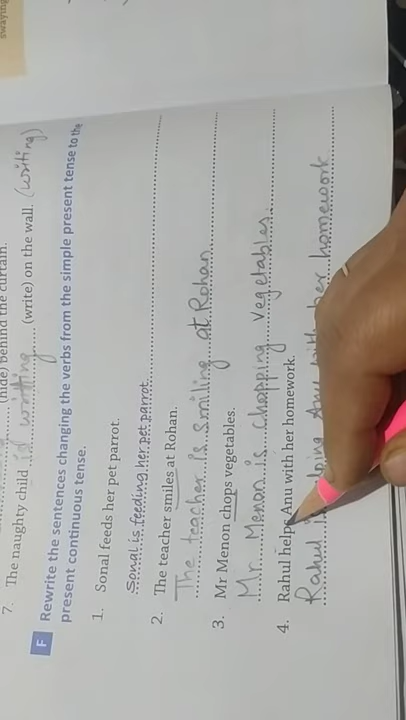 swaying
(hide) behind the curtain.
7. The naughty child is writing (write) on the wall. (writing)
F Rewrite the sentences changing the verbs from the simple present tense to the
present continuous tense.
1. Sonal feeds her pet parrot.
Sonal is feeding her pet parrot.
2. The teacher smiles at Rohan.
The teacher is smiling at Rohan
3. Mr Menon chops vegetables.
Mr Menon is chopping vegetables.
4. Rahul helps Anu with her homework.
Rahul Anu with her homework